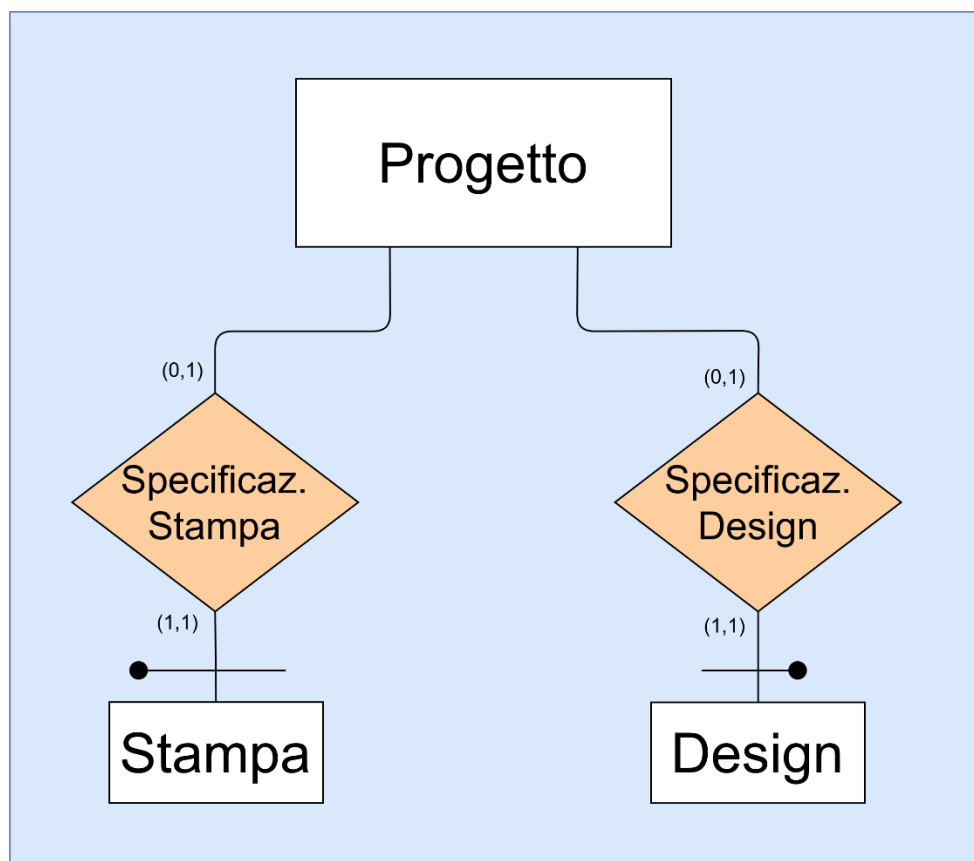 Progetto
(0,1)
(0,1)
Specificaz.
Stampa
Specificaz.
Design
(1,1)
(1,1)
Stampa
Design